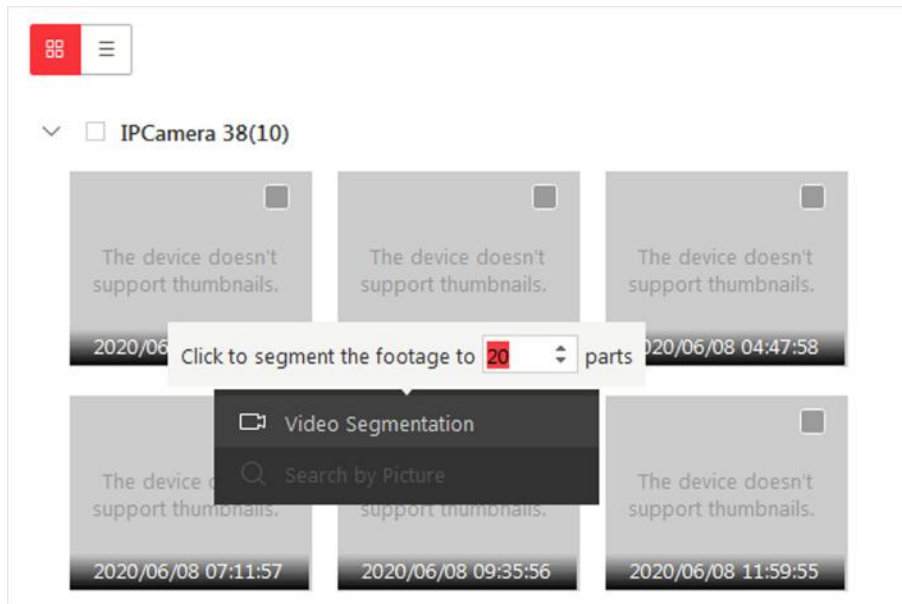 IPCamera 38(10)
The device doesn't
support thumbnails.
The device doesn't
support thumbnails.
The device doesn't
support thumbnails.
2020/06
20/06/08 04:47:58
Click to segment the footage to 20 parts
Video Segmentation
Search by Picture
The device
support thumbnails.
support thumbnails.
The device doesn't
support thumbnails.
2020/06/08 07:11:57
2020/06/08 09:35:56
2020/06/08 11:59:55